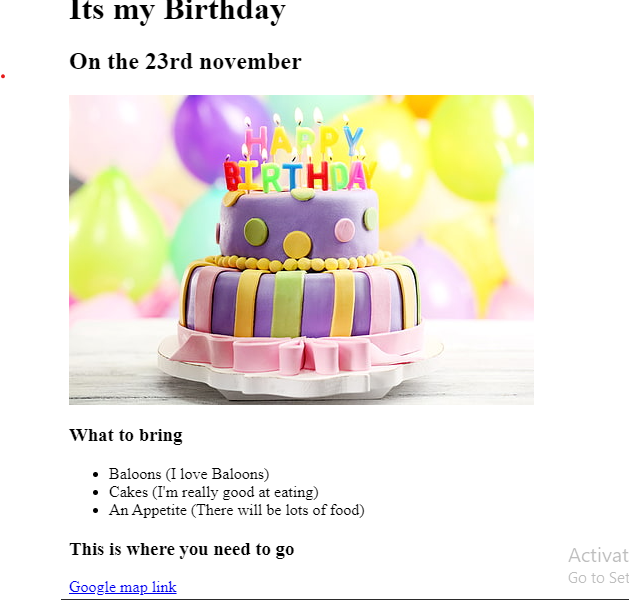 Its my Birthday
On the 23rd november
HAPPY
BIRTHDAY
What to bring
Baloons (I love Baloons)
Cakes (I'm really good at eating)
An Appetite (There will be lots of food)
This is where you need to go
Google map link
Activat
Go to Set